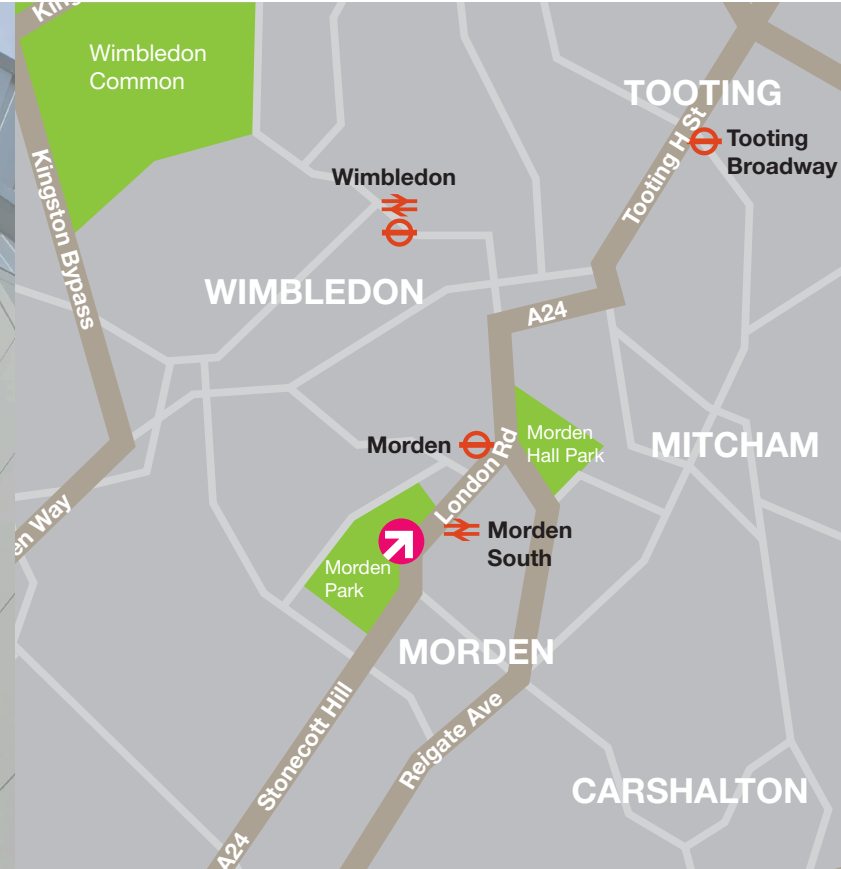 Wimbledon
Common
TOOTING
Tooting H St
Tooting
Broadway
Kingston Bypass
Wimbledon
WIMBLEDON
A24
Morden
London Rd
Morden
Hall Park
MITCHAM
Morden
South
Morden
Park
MORDEN
Stonecott Hill
Reigate Ave
CARSHALTON
A24